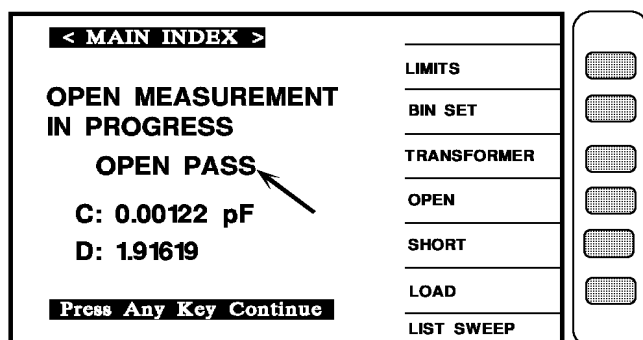 < MAIN INDEX >
OPEN MEASUREMENT
IN PROGRESS
OPEN PASS
C: 0.00122 pF
D: 1.91619
Press Any Key Continue
LIMITS
BIN SET
TRANSFORMER
OPEN
SHORT
LOAD
LIST SWEEP